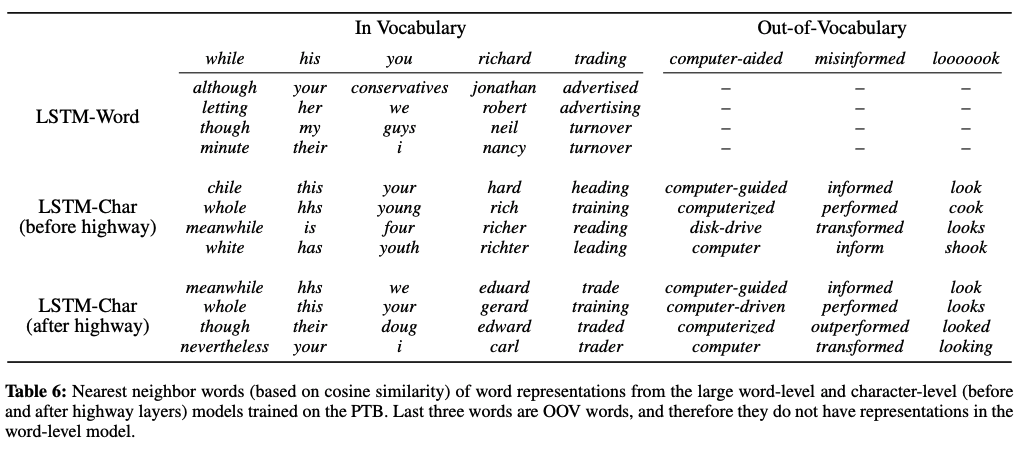 In Vocabulary Out-of-Vocabulary
while his you richard trading computer-aided misinformed looooook
although your conservatives jonathan advertised – – –
letting her we robert advertising – – –
LSTM-Word
though my guys neil turnover – – –
minute their i nancy turnover – – –
chile this your hard heading computer-guided informed look
LSTM-Char whole hhs young rich training computerized performed cook
(before highway) meanwhile is four richer reading disk-drive transformed looks
white has youth richter leading computer inform shook
meanwhile hhs we eduard trade computer-guided informed look
LSTM-Char whole this your gerard training computer-driven performed looks
(after highway) though their doug edward traded computerized outperformed looked
nevertheless your i carl trader computer transformed looking
Table 6: Nearest neighbor words (based on cosine similarity) of word representations from the large word-level and character-level (before
and after highway layers) models trained on the PTB. Last three words are OOV words, and therefore they do not have representations in the
word-level model.